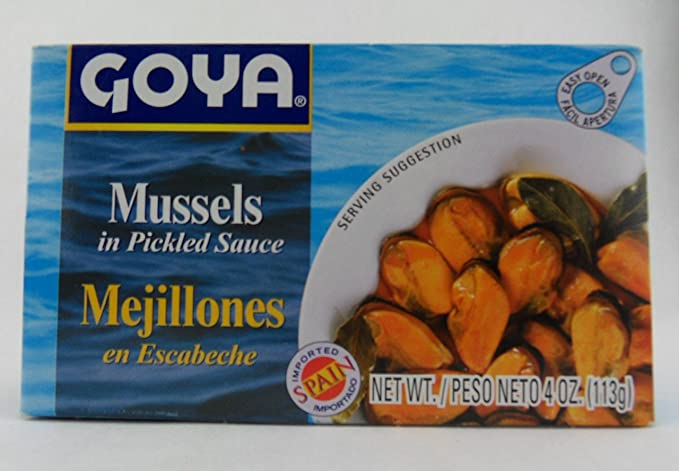 GOYA®
EASY OPEN
FÁCIL APERTURA
SERVING SUGGESTION
Mussels
in Pickled Sauce
Mejillones
en Escabeche
IMPORTED
SPAIN
IMPORTADO
NET WT. / PESO NETO 4 OZ. (113g)